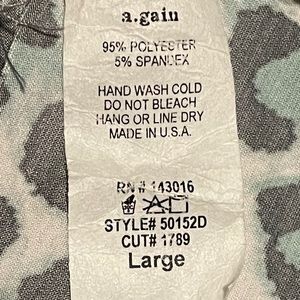 a.gain
95% POLYESTER
5% SPANDEX
HAND WASH COLD
DO NOT BLEACH
HANG OR LINE DRY
MADE IN U.S.A.
RN# 143016
STYLE# 50152D
CUT# 1789
Large